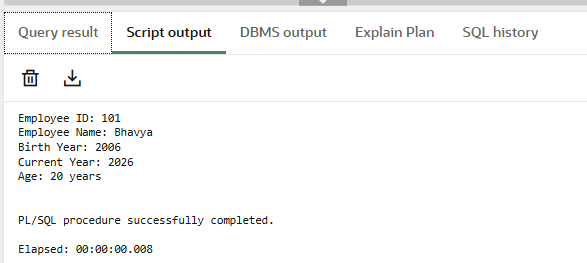 Query result Script output DBMS output Explain Plan SQL history
Employee ID: 101
Employee Name: Bhavya
Birth Year: 2006
Current Year: 2026
Age: 20 years
PL/SQL procedure successfully completed.
Elapsed: 00:00:00.008